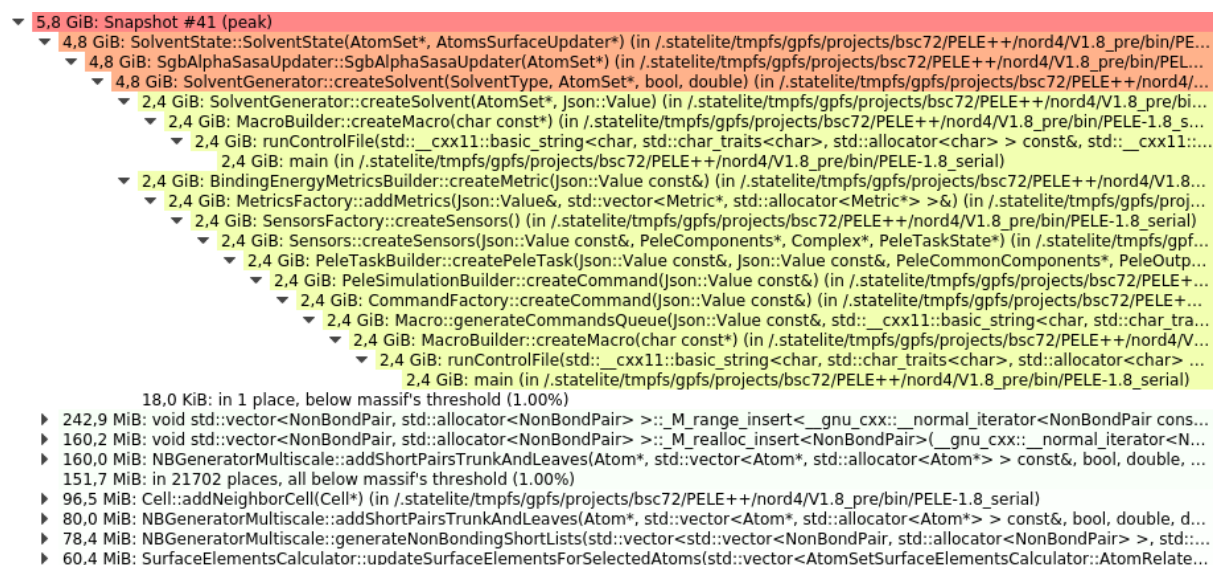 5,8 GiB: Snapshot #41 (peak)
4,8 GiB: SolventState::SolventState(AtomSet*, AtomsSurfaceUpdater*) (in /.statelite/tmpfs/gpfs/projects/bsc72/PELE++/nord4/V1.8_pre/bin/PE...
4,8 GiB: SgbAlphaSasaUpdater::SgbAlphaSasaUpdater(AtomSet*) (in /.statelite/tmpfs/gpfs/projects/bsc72/PELE++/nord4/V1.8_pre/bin/PEL...
4,8 GiB: SolventGenerator::createSolvent(SolventType, AtomSet*, bool, double) (in /.statelite/tmpfs/gpfs/projects/bsc72/PELE++/nord4/...
2,4 GiB: SolventGenerator::createSolvent(AtomSet*, Json::Value) (in /.statelite/tmpfs/gpfs/projects/bsc72/PELE++/nord4/V1.8_pre/bi...
2,4 GiB: MacroBuilder::createMacro(char const*) (in /.statelite/tmpfs/gpfs/projects/bsc72/PELE++/nord4/V1.8_pre/bin/PELE-1.8_s...
2,4 GiB: runControlFile(std::__cxx11::basic_string<char, std::char_traits<char>, std::allocator<char> > const&, std::__cxx11::...
2,4 GiB: main (in /.statelite/tmpfs/gpfs/projects/bsc72/PELE++/nord4/V1.8_pre/bin/PELE-1.8_serial)
2,4 GiB: BindingEnergyMetricsBuilder::createMetric(Json::Value const&) (in /.statelite/tmpfs/gpfs/projects/bsc72/PELE++/nord4/V1.8...
2,4 GiB: MetricsFactory::addMetrics(Json::Value&, std::vector<Metric*, std::allocator<Metric*> >&) (in /.statelite/tmpfs/gpfs/proj...
2,4 GiB: SensorsFactory::createSensors() (in /.statelite/tmpfs/gpfs/projects/bsc72/PELE++/nord4/V1.8_pre/bin/PELE-1.8_serial)
2,4 GiB: Sensors::createSensors(Json::Value const&, PeleComponents*, Complex*, PeleTaskState*) (in /.statelite/tmpfs/gpf...
2,4 GiB: PeleTaskBuilder::createPeleTask(Json::Value const&, Json::Value const&, PeleCommonComponents*, PeleOutp...
2,4 GiB: PeleSimulationBuilder::createCommand(Json::Value const&) (in /.statelite/tmpfs/gpfs/projects/bsc72/PELE+...
2,4 GiB: CommandFactory::createCommand(Json::Value const&) (in /.statelite/tmpfs/gpfs/projects/bsc72/PELE+...
2,4 GiB: Macro::generateCommandsQueue(Json::Value const&, std::__cxx11::basic_string<char, std::char_tra...
2,4 GiB: MacroBuilder::createMacro(char const*) (in /.statelite/tmpfs/gpfs/projects/bsc72/PELE++/nord4/V...
2,4 GiB: runControlFile(std::__cxx11::basic_string<char, std::char_traits<char>, std::allocator<char> ...
2,4 GiB: main (in /.statelite/tmpfs/gpfs/projects/bsc72/PELE++/nord4/V1.8_pre/bin/PELE-1.8_serial)
18,0 KiB: in 1 place, below massif's threshold (1.00%)
242,9 MiB: void std::vector<NonBondPair, std::allocator<NonBondPair> >::_M_range_insert<__gnu_cxx::__normal_iterator<NonBondPair cons...
160,2 MiB: void std::vector<NonBondPair, std::allocator<NonBondPair> >::_M_realloc_insert<NonBondPair>(__gnu_cxx::__normal_iterator<N...
160,0 MiB: NBGeneratorMultiscale::addShortPairsTrunkAndLeaves(Atom*, std::vector<Atom*, std::allocator<Atom*> > const&, bool, double, ...
151,7 MiB: in 21702 places, all below massif's threshold (1.00%)
96,5 MiB: Cell::addNeighborCell(Cell*) (in /.statelite/tmpfs/gpfs/projects/bsc72/PELE++/nord4/V1.8_pre/bin/PELE-1.8_serial)
80,0 MiB: NBGeneratorMultiscale::addShortPairsTrunkAndLeaves(Atom*, std::vector<Atom*, std::allocator<Atom*> > const&, bool, double, d...
78,4 MiB: NBGeneratorMultiscale::generateNonBondingShortLists(std::vector<std::vector<NonBondPair, std::allocator<NonBondPair> >, std::...
60,4 MiB: SurfaceElementsCalculator::updateSurfaceElementsForSelectedAtoms(std::vector<AtomSetSurfaceElementsCalculator::AtomRelate...